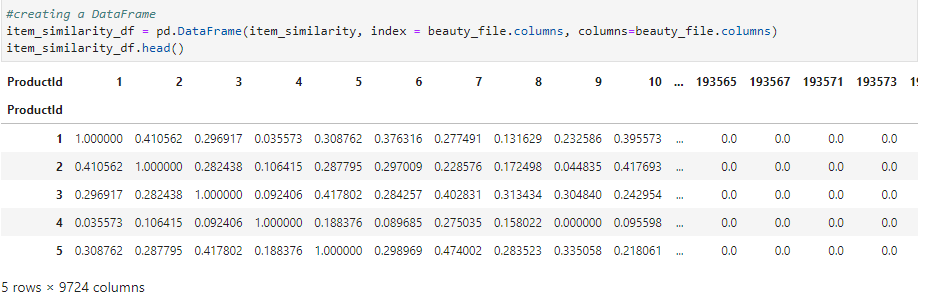 #creating a DataFrame
item_similarity_df = pd.DataFrame(item_similarity, index = beauty_file.columns, columns=beauty_file.columns)
item_similarity_df.head()
ProductId 1 2 3 4 5 6 7 8 9 10 ... 193565 193567 193571 193573 19
ProductId
1 1.000000 0.410562 0.296917 0.035573 0.308762 0.376316 0.277491 0.131629 0.232586 0.395573 ... 0.0 0.0 0.0 0.0
2 0.410562 1.000000 0.282438 0.106415 0.287795 0.297009 0.228576 0.172498 0.044835 0.417693 ... 0.0 0.0 0.0 0.0
3 0.296917 0.282438 1.000000 0.092406 0.417802 0.284257 0.402831 0.313434 0.304840 0.242954 ... 0.0 0.0 0.0 0.0
4 0.035573 0.106415 0.092406 1.000000 0.188376 0.089685 0.275035 0.158022 0.000000 0.095598 ... 0.0 0.0 0.0 0.0
5 0.308762 0.287795 0.417802 0.188376 1.000000 0.298969 0.474002 0.283523 0.335058 0.218061 ... 0.0 0.0 0.0 0.0
5 rows × 9724 columns